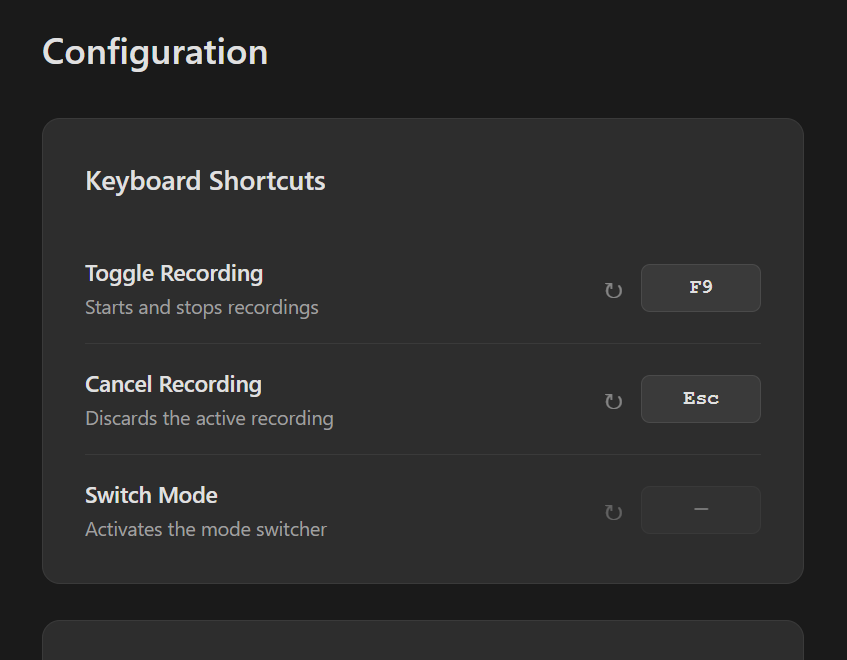 Configuration
Keyboard Shortcuts
Toggle Recording
Starts and stops recordings
↻
F9
Cancel Recording
Discards the active recording
↻
Esc
Switch Mode
Activates the mode switcher
↻
—